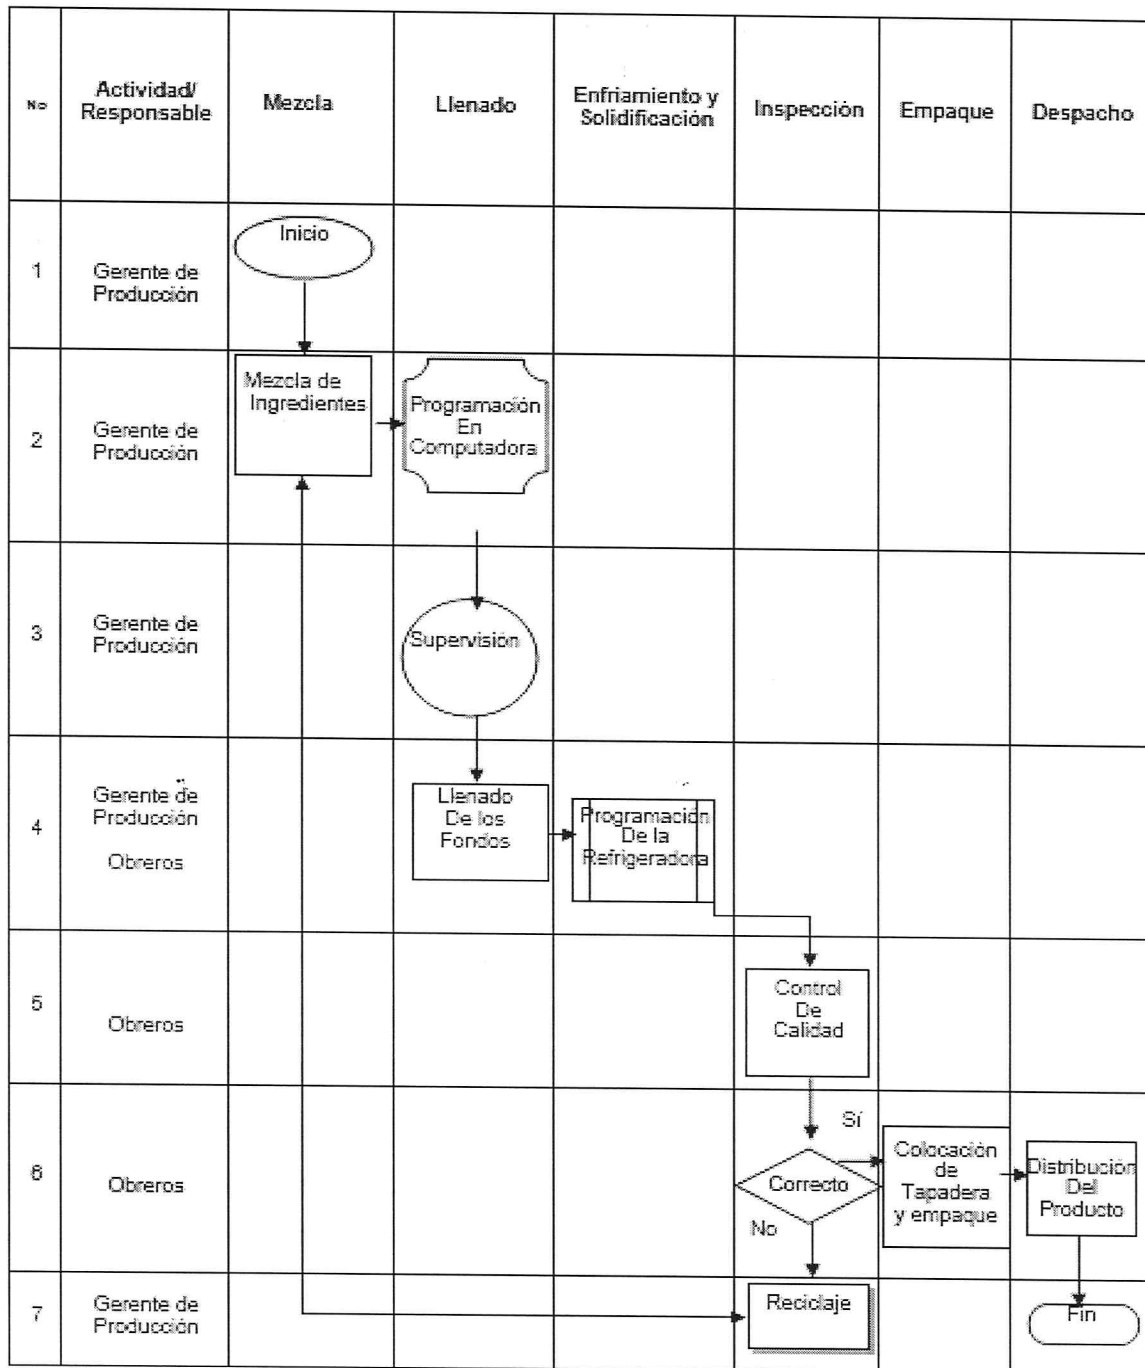 No
Actividad/
Responsable
Mezcla
Llenado
Enfriamiento y
Solidificación
Inspección
Empaque
Despacho
1
Gerente de
Producción
Inicio
2
Gerente de
Producción
Mezcla de
Ingredientes
Programación
En
Computadora
3
Gerente de
Producción
Supervisión
4
Gerente de
Producción
Obreros
Llenado
De los
Fondos
Programación
De la
Refrigeradora
5
Obreros
Control
De
Calidad
6
Obreros
Correcto
Sí
No
Colocación
de
Tapadera
y empaque
Distribución
Del
Producto
7
Gerente de
Producción
Reciclaje
Fin